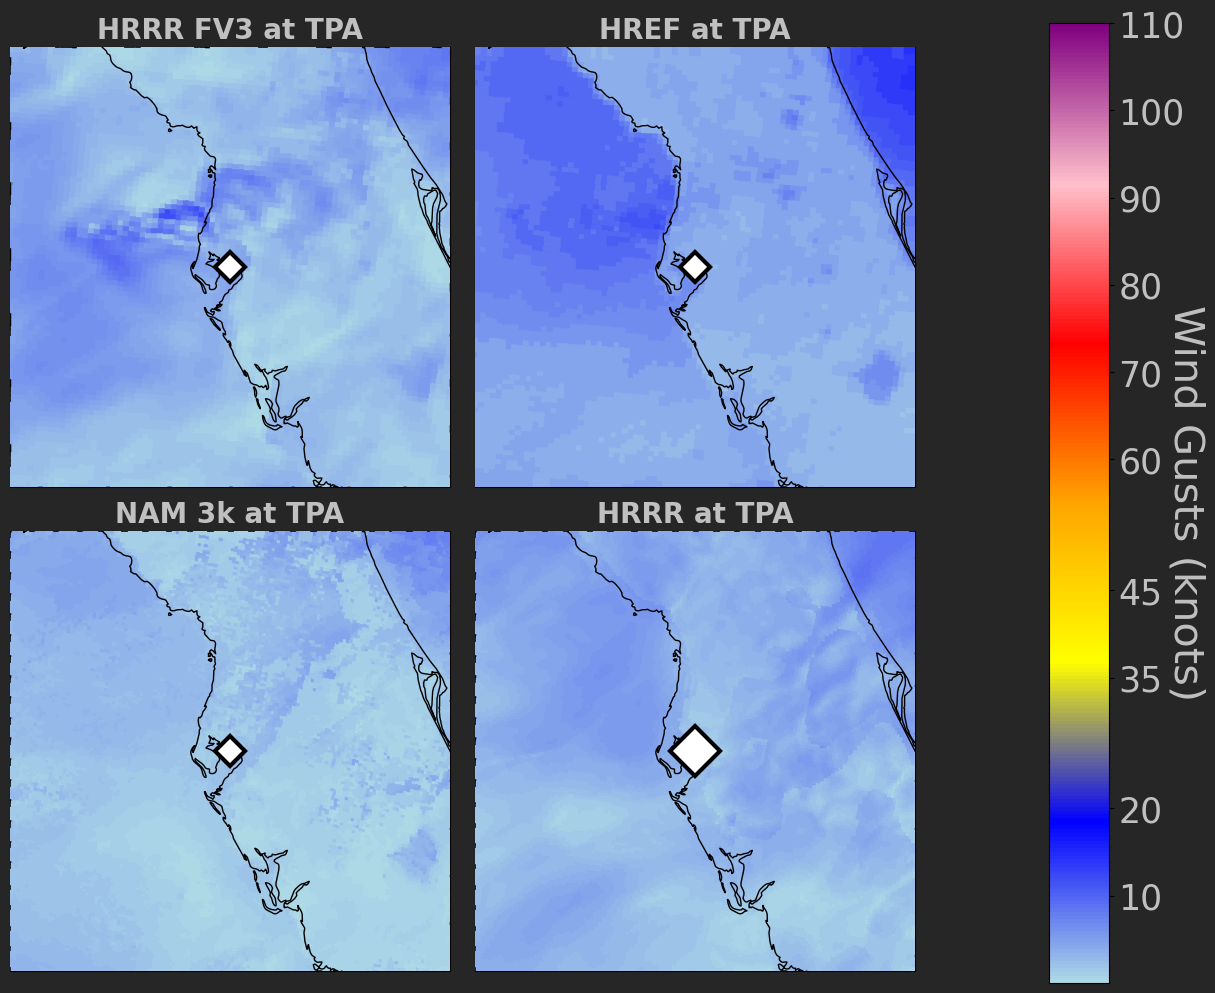 HRRR FV3 at TPA
HREF at TPA
NAM 3k at TPA
HRRR at TPA
110
100
90
80
70
60
45
35
20
10
Wind Gusts (knots)